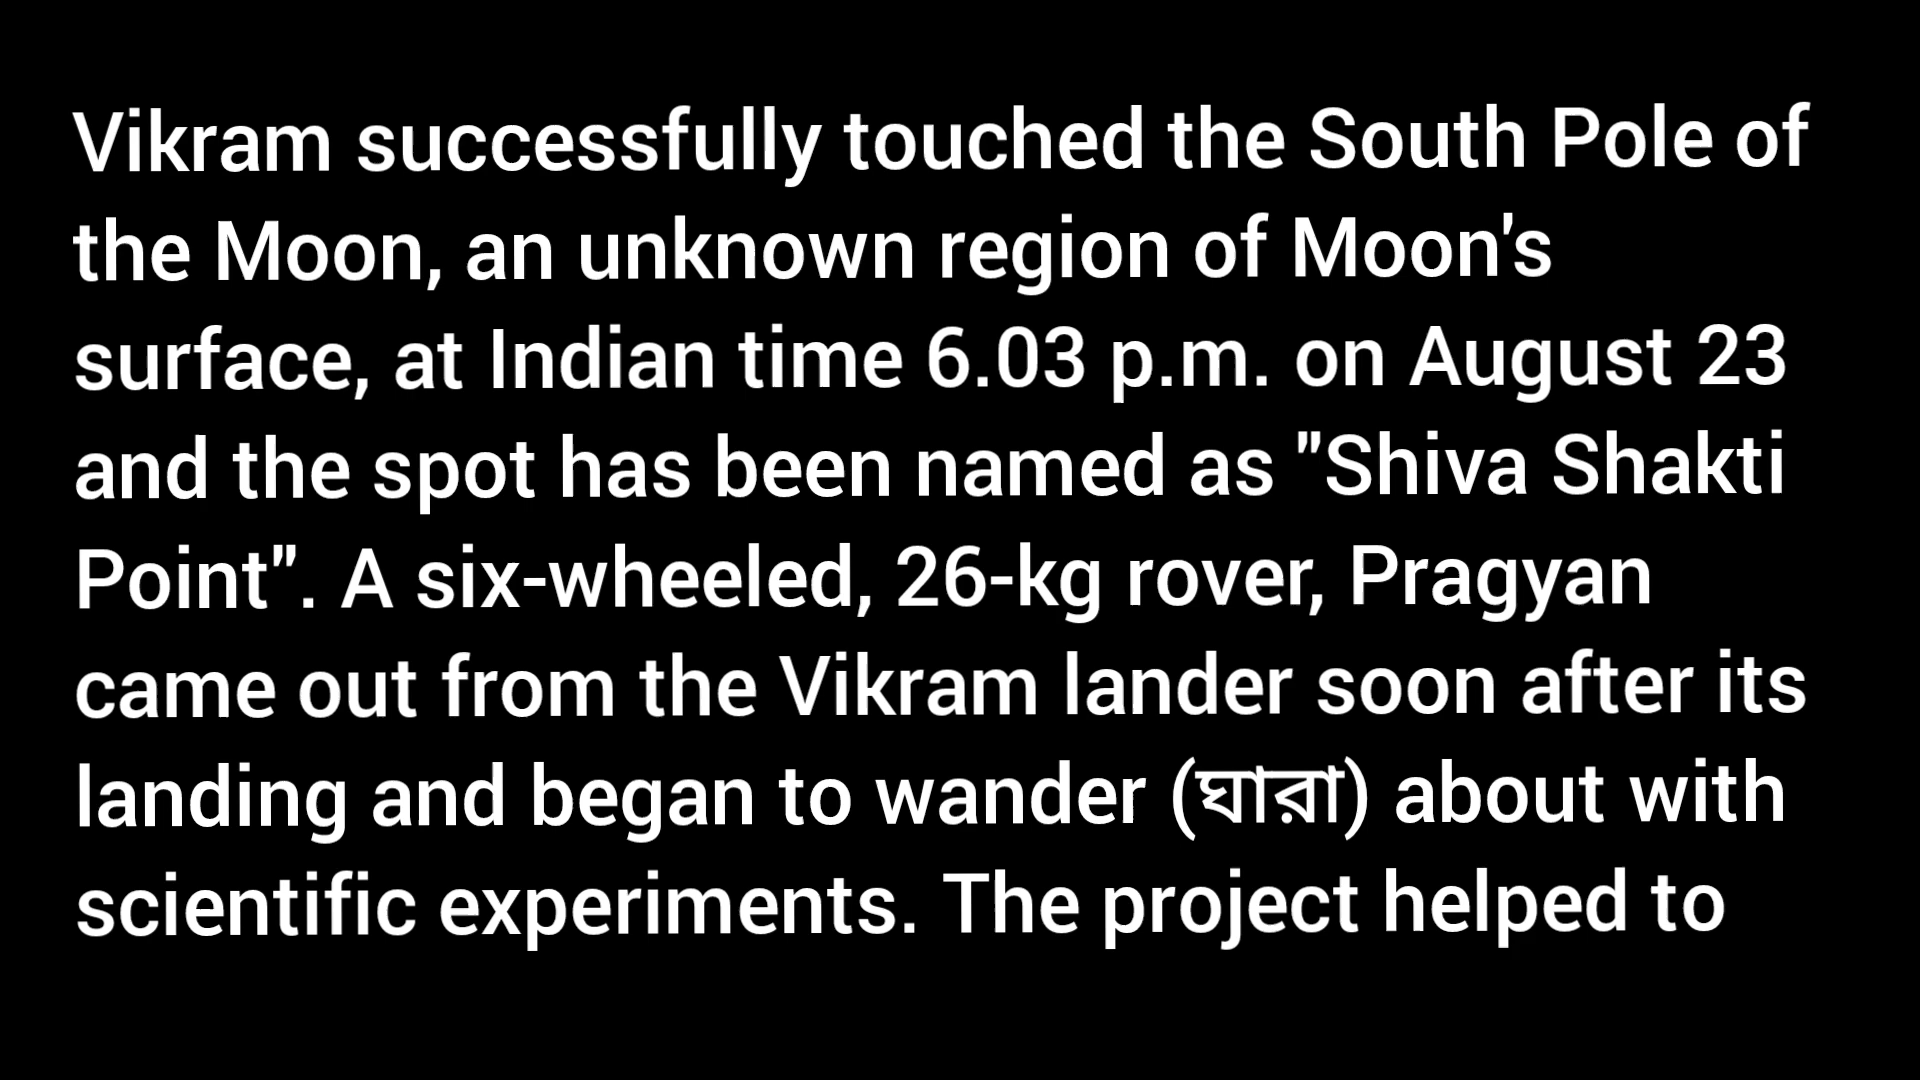 Vikram successfully touched the South Pole of
the Moon, an unknown region of Moon's
surface, at Indian time 6.03 p.m. on August 23
and the spot has been named as "Shiva Shakti
Point". A six-wheeled, 26-kg rover, Pragyan
came out from the Vikram lander soon after its
landing and began to wander (ঘারা) about with
scientific experiments. The project helped to